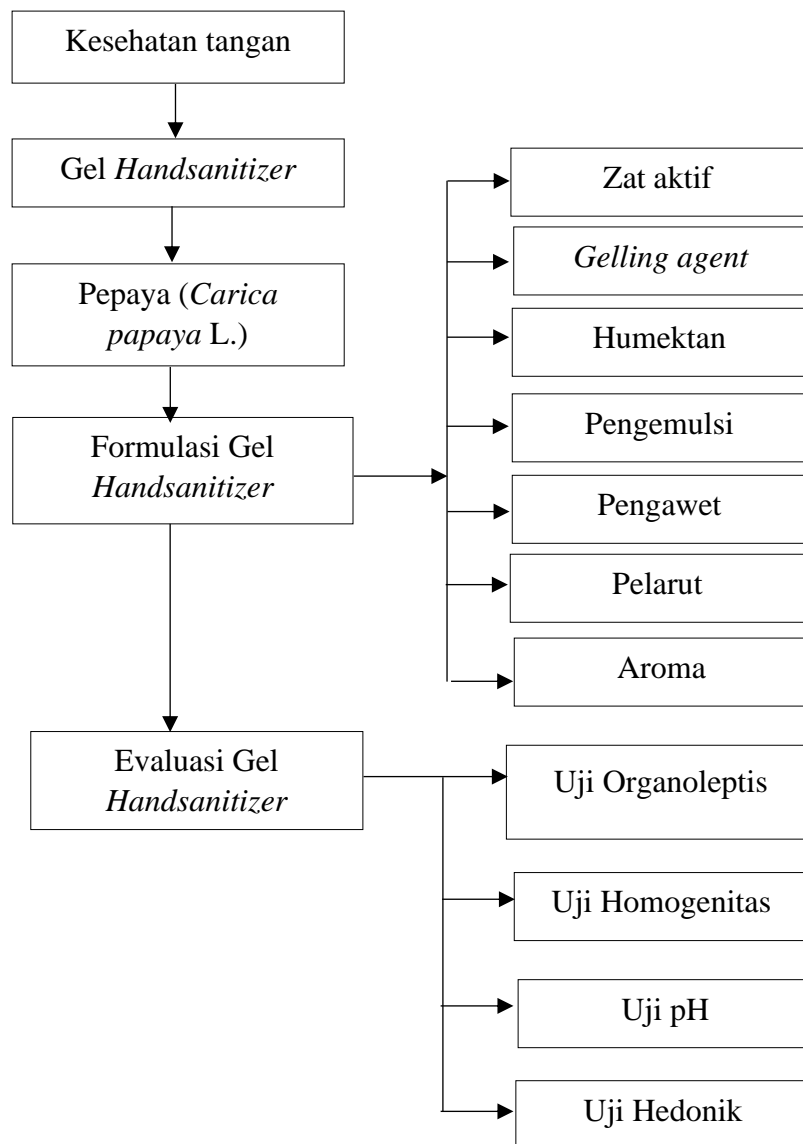 Kesehatan tangan
Gel Handsanitizer
Pepaya (Carica
papaya L.)
Formulasi Gel
Handsanitizer
Zat aktif
Gelling agent
Humektan
Pengemulsi
Pengawet
Pelarut
Aroma
Evaluasi Gel
Handsanitizer
Uji Organoleptis
Uji Homogenitas
Uji pH
Uji Hedonik